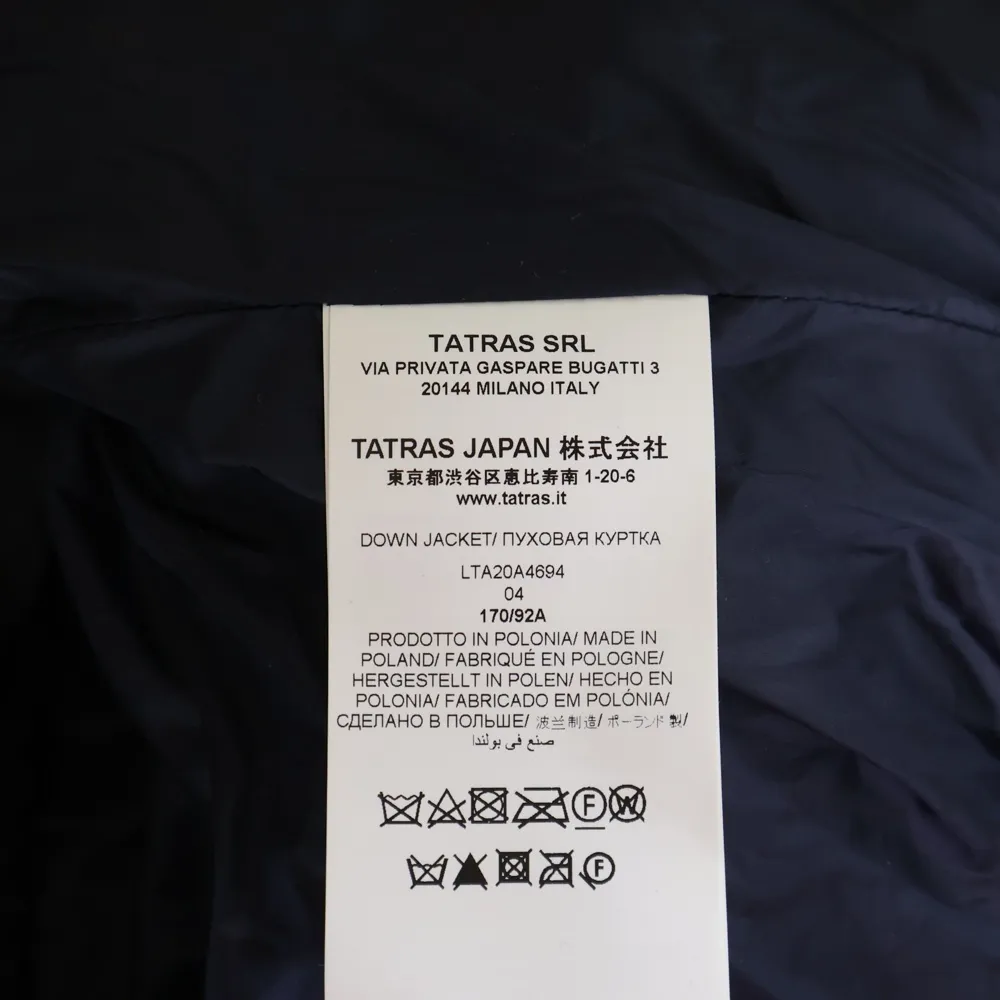 TATRAS SRL
VIA PRIVATA GASPARE BUGATTI 3
20144 MILANO ITALY
TATRAS JAPAN 株式会社
東京都渋谷区恵比寿南 1-20-6
www.tatras.it
DOWN JACKET/ ПУХОВАЯ КУРТКА
LTA20A4694
04
170/92A
PRODOTTO IN POLONIA/ MADE IN
POLAND/ FABRIQUÉ EN POLOGNE/
HERGESTELLT IN POLEN/ HECHO EN
POLONIA/ FABRICADO EM POLÓNIA/
СДЕЛАНО В ПОЛЬШЕ/ 波兰制造/ ポーランド 製/
صنع في بولندا
F W
F